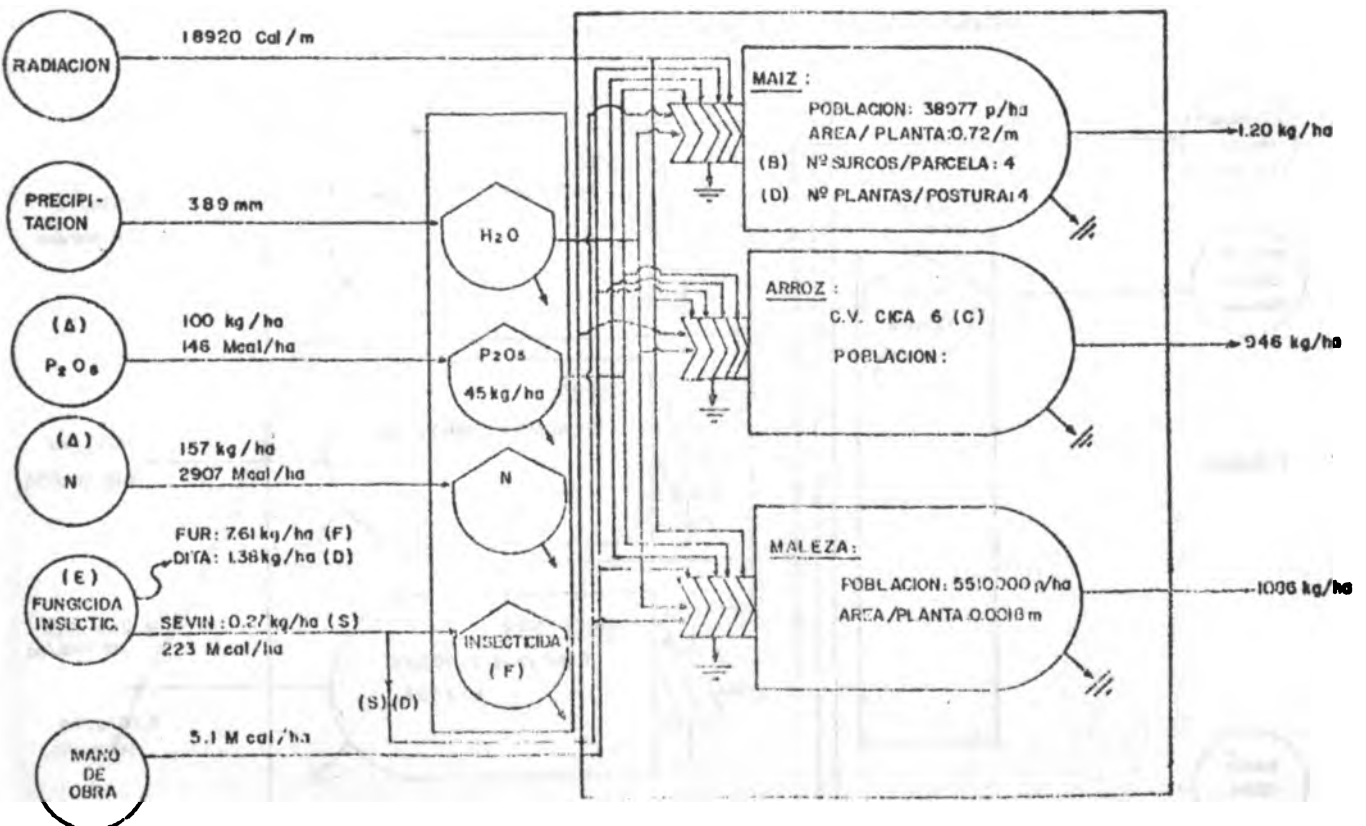 RADIACION
18920 Cal/m
PRECIPI-
TACION
389 mm
(Δ)
P₂O₅
100 kg/ha
146 Mcal/ha
(Δ)
N
157 kg/ha
2907 Mcal/ha
(E)
FUNGICIDA
INSECTIC.
FUR: 7.61 kg/ha (F)
DITA: 1.36 kg/ha (D)
SEVIN: 0.27 kg/ha (S)
223 Mcal/ha
(S) (D)
MANO
DE
OBRA
5.1 M cal/ha
H₂O
P₂O₅
45 kg/ha
N
INSECTICIDA
(F)
MAIZ :
POBLACION: 38977 p/ha
AREA/ PLANTA:0.72/m
(B) Nº SURCOS/PARCELA: 4
(D) Nº PLANTAS/POSTURA: 4
1.20 kg/ha
ARROZ :
C.V. CICA 6 (C)
POBLACION:
946 kg/ha
MALEZA:
POBLACION: 5510000 p/ha
AREA/PLANTA:0.0018 m
kg/ha